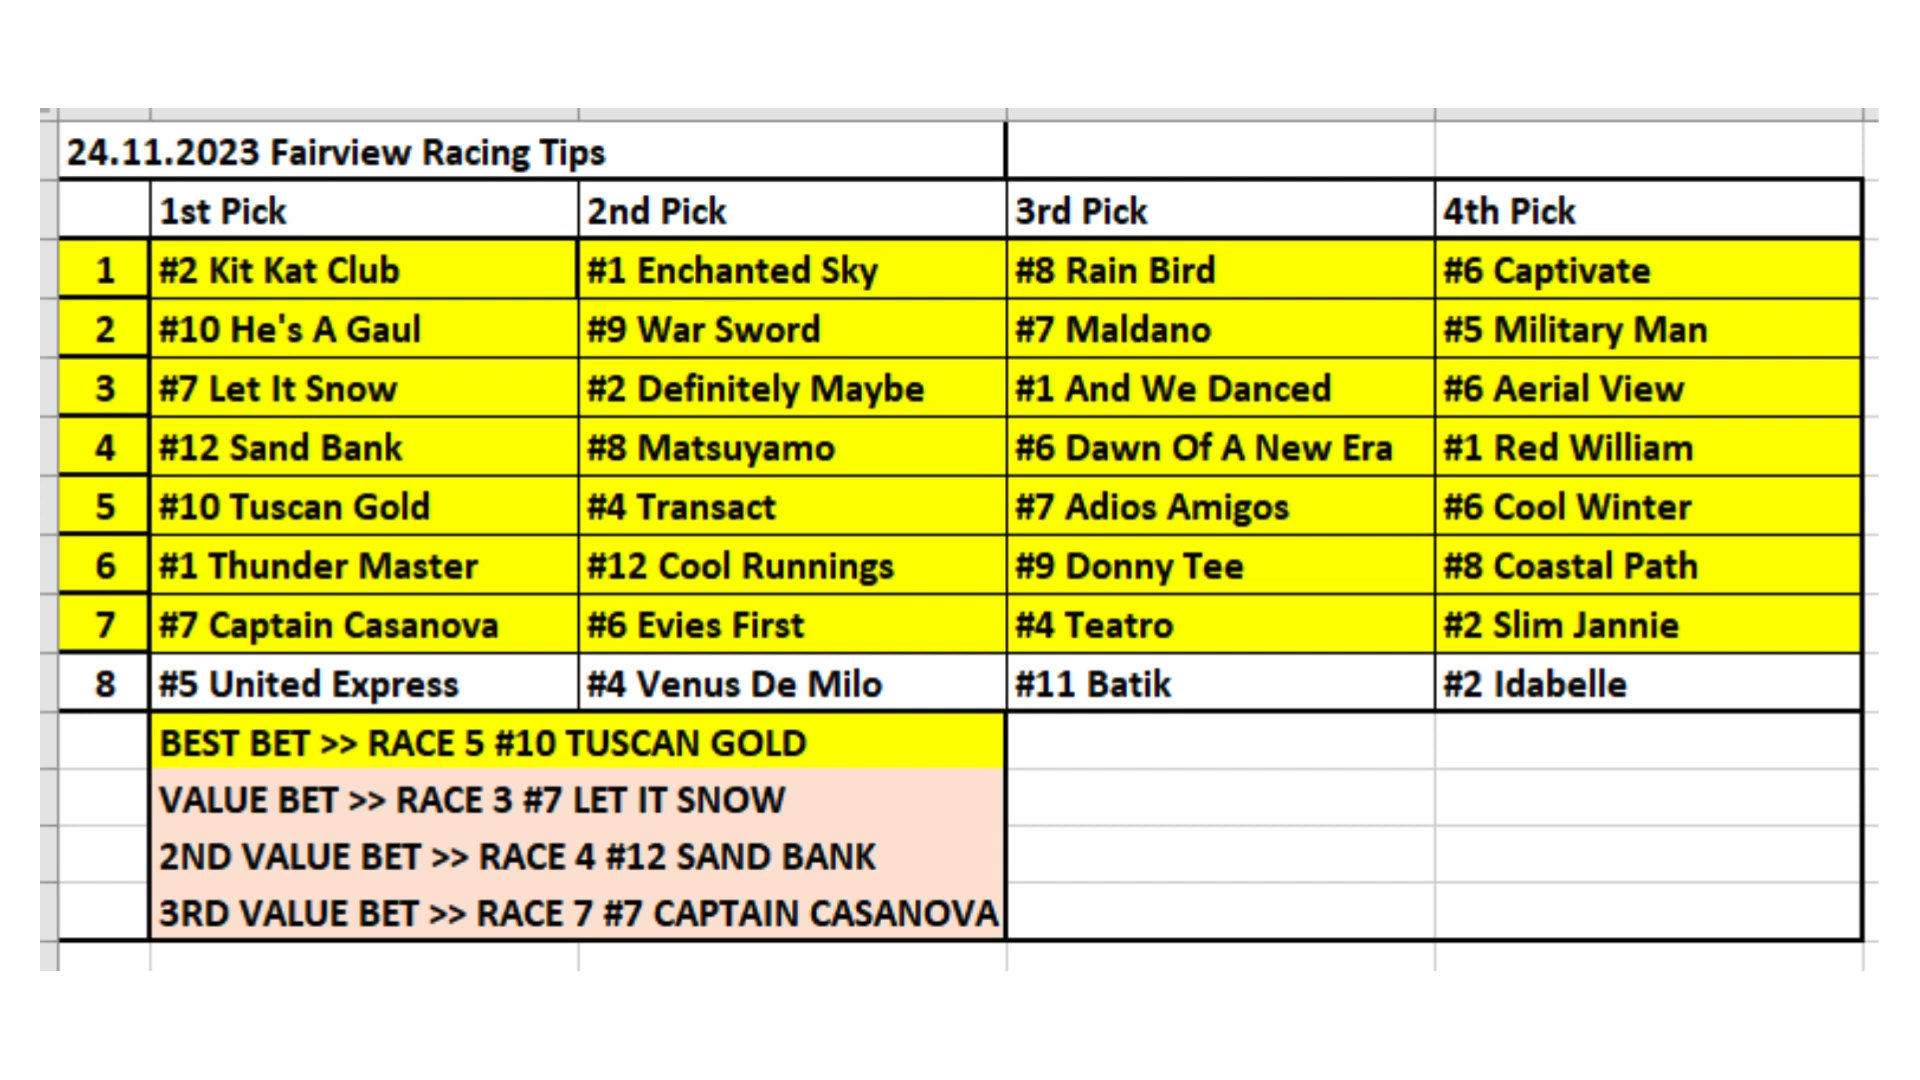 24.11.2023 Fairview Racing Tips
1st Pick 2nd Pick 3rd Pick 4th Pick
1 #2 Kit Kat Club #1 Enchanted Sky #8 Rain Bird #6 Captivate
2 #10 He's A Gaul #9 War Sword #7 Maldano #5 Military Man
3 #7 Let It Snow #2 Definitely Maybe #1 And We Danced #6 Aerial View
4 #12 Sand Bank #8 Matsuyamo #6 Dawn Of A New Era #1 Red William
5 #10 Tuscan Gold #4 Transact #7 Adios Amigos #6 Cool Winter
6 #1 Thunder Master #12 Cool Runnings #9 Donny Tee #8 Coastal Path
7 #7 Captain Casanova #6 Evies First #4 Teatro #2 Slim Jannie
8 #5 United Express #4 Venus De Milo #11 Batik #2 Idabelle
BEST BET >> RACE 5 #10 TUSCAN GOLD
VALUE BET >> RACE 3 #7 LET IT SNOW
2ND VALUE BET >> RACE 4 #12 SAND BANK
3RD VALUE BET >> RACE 7 #7 CAPTAIN CASANOVA